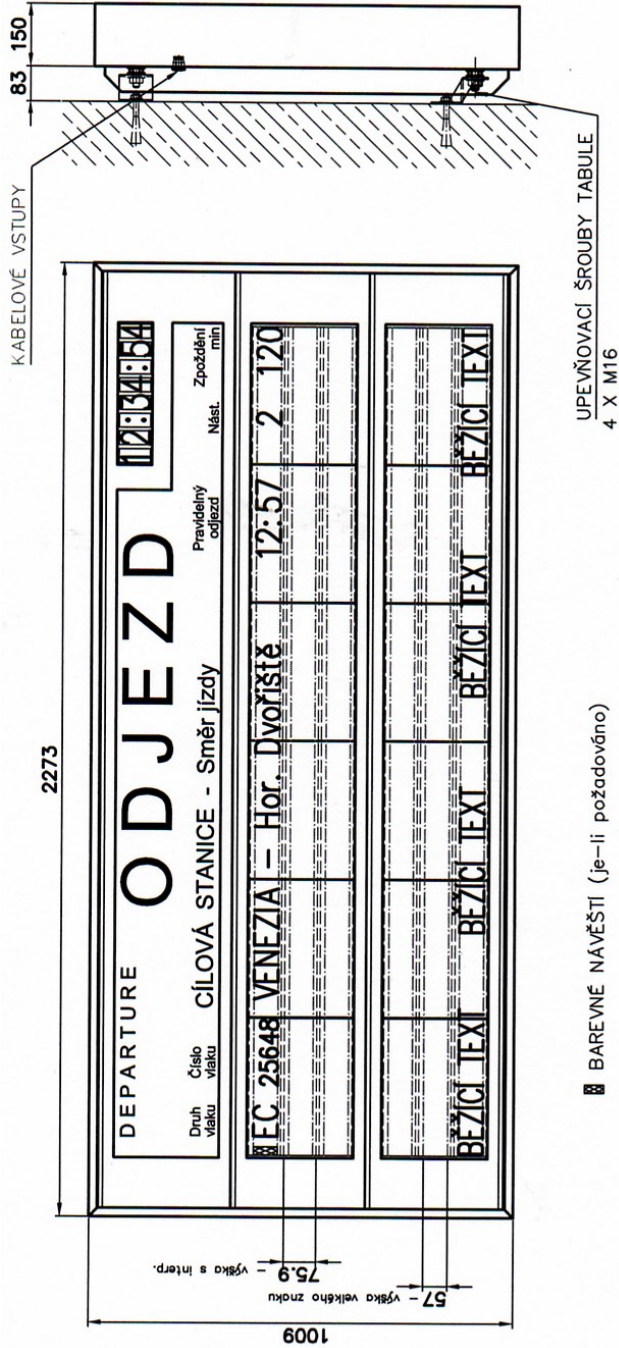 KABELOVÉ VSTUPY
83 150
2273
1009
DEPARTURE
ODJEZD
12:34:54
Druh vlaku
Číslo vlaku
CÍLOVÁ STANICE - Směr jízdy
Pravidelný odjezd
Nást.
Zpoždění min
EC 25648 VENEZIA – Hor. Dvořiště 12:57 2 120
BĚŽÍCÍ TEXT BĚŽÍCÍ TEXT BĚŽÍCÍ TEXT BĚŽÍCÍ TEXT
75.9 – výška s interp.
57 – výška velkého znaku
UPEVŇOVACÍ ŠROUBY TABULE
4 X M16
BAREVNÉ NÁVĚŠTÍ (je-li požadováno)